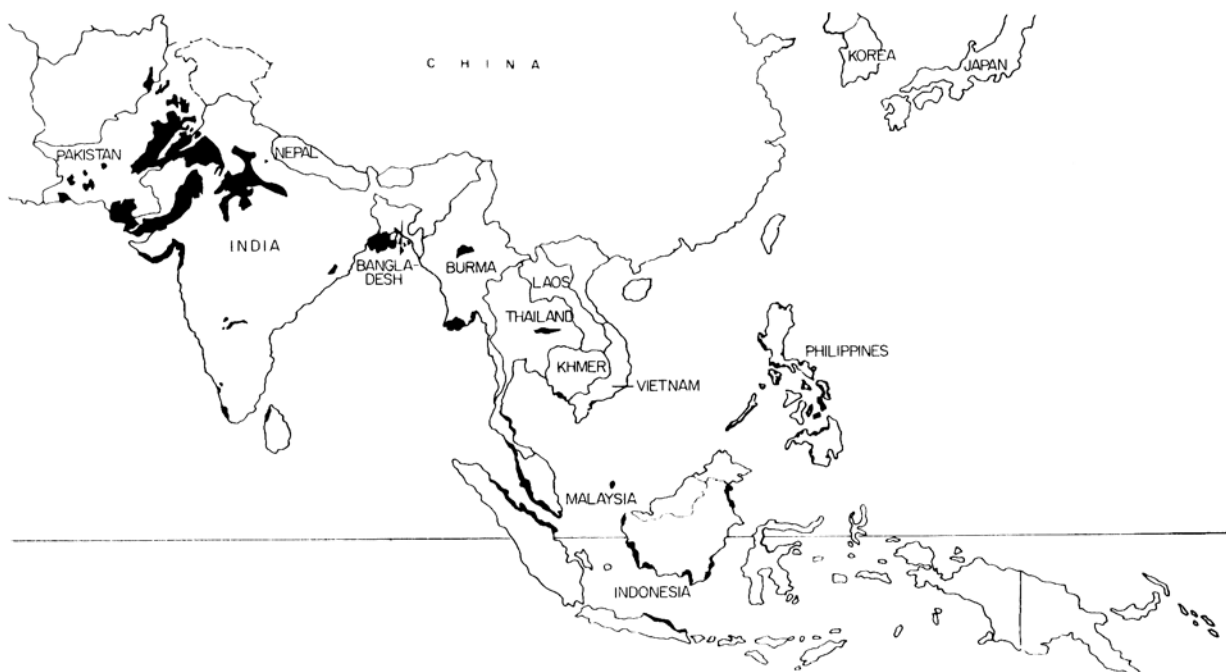 C H I N A
KOREA
JAPAN
PAKISTAN
NEPAL
INDIA
BANGLA-
DESH
BURMA
LAOS
THAILAND
KHMER
VIETNAM
PHILIPPINES
MALAYSIA
INDONESIA